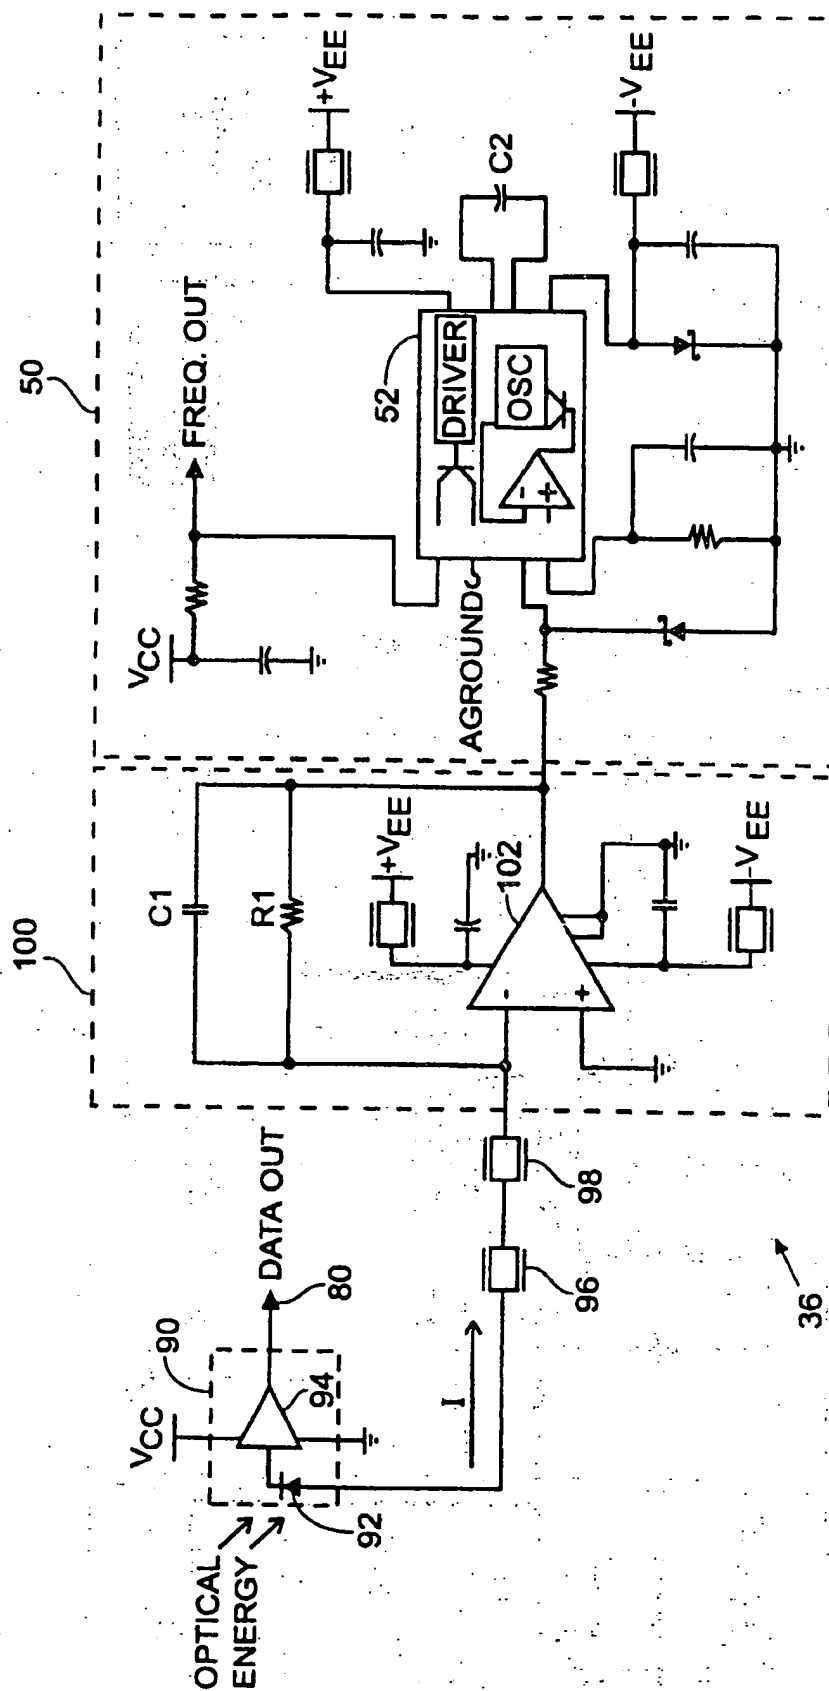 OPTICAL
ENERGY
92
VCC
90
94
DATA OUT
80
I
96
98
36
100
C1
R1
+VEE
102
-
+
-VEE
50
VCC
FREQ. OUT
AGROUND
52
DRIVER
OSC
-
+
+VEE
C2
-VEE